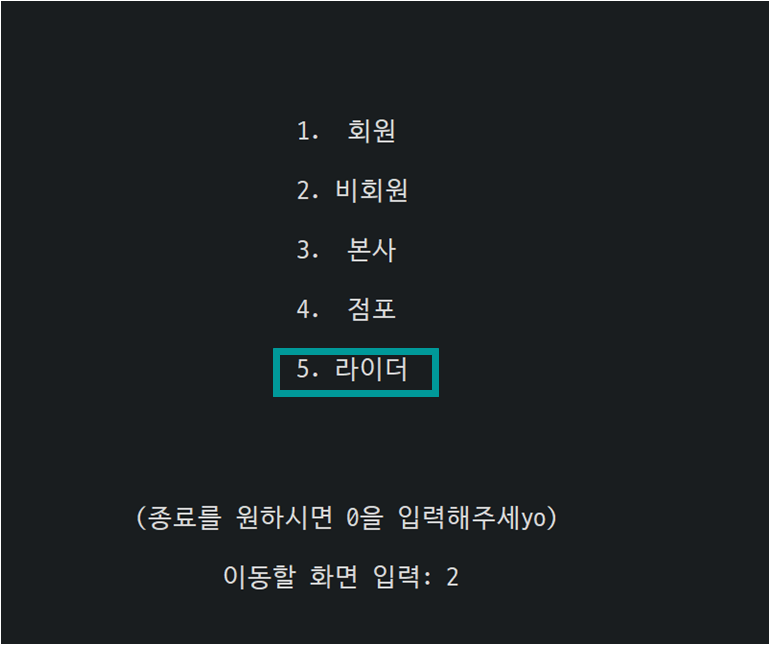 1. 회원
2. 비회원
3. 본사
4. 점포
5. 라이더
(종료를 원하시면 0을 입력해주세yo)
이동할 화면 입력: 2